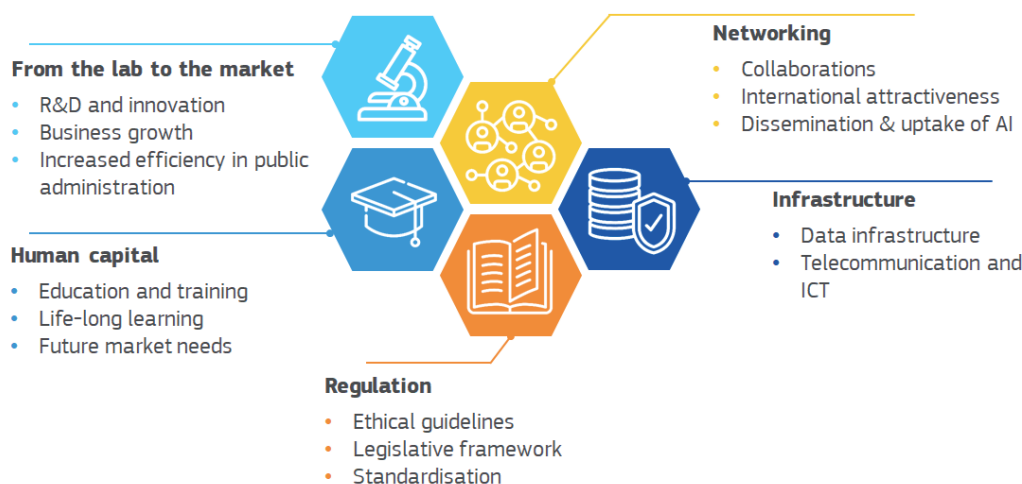 From the lab to the market
• R&D and innovation
• Business growth
• Increased efficiency in public
administration
Human capital
• Education and training
• Life-long learning
• Future market needs
Networking
• Collaborations
• International attractiveness
• Dissemination & uptake of AI
Infrastructure
• Data infrastructure
• Telecommunication and
ICT
Regulation
• Ethical guidelines
• Legislative framework
• Standardisation